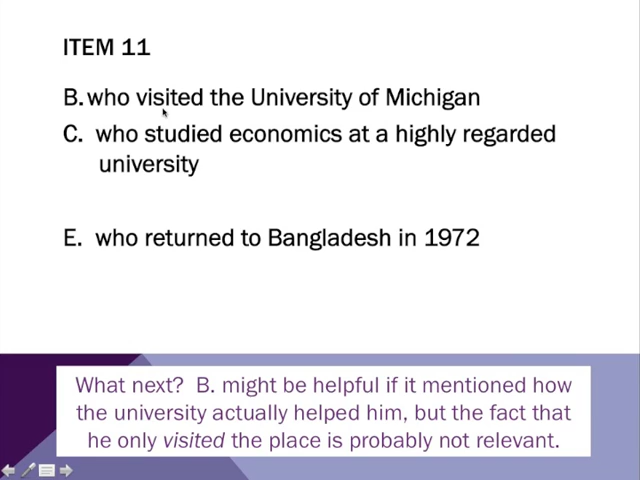 ITEM 11
B. who visited the University of Michigan
C. who studied economics at a highly regarded
university
E. who returned to Bangladesh in 1972
What next? B. might be helpful if it mentioned how
the university actually helped him, but the fact that
he only visited the place is probably not relevant.